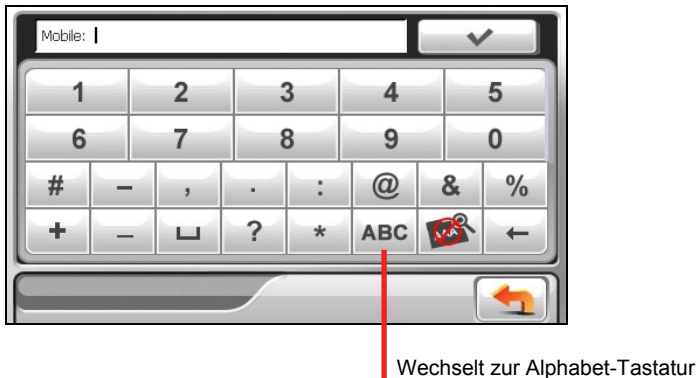 Mobile:
1 2 3 4 5
6 7 8 9 0
# – , . : @ & %
+ _ ? * ABC
Wechselt zur Alphabet-Tastatur